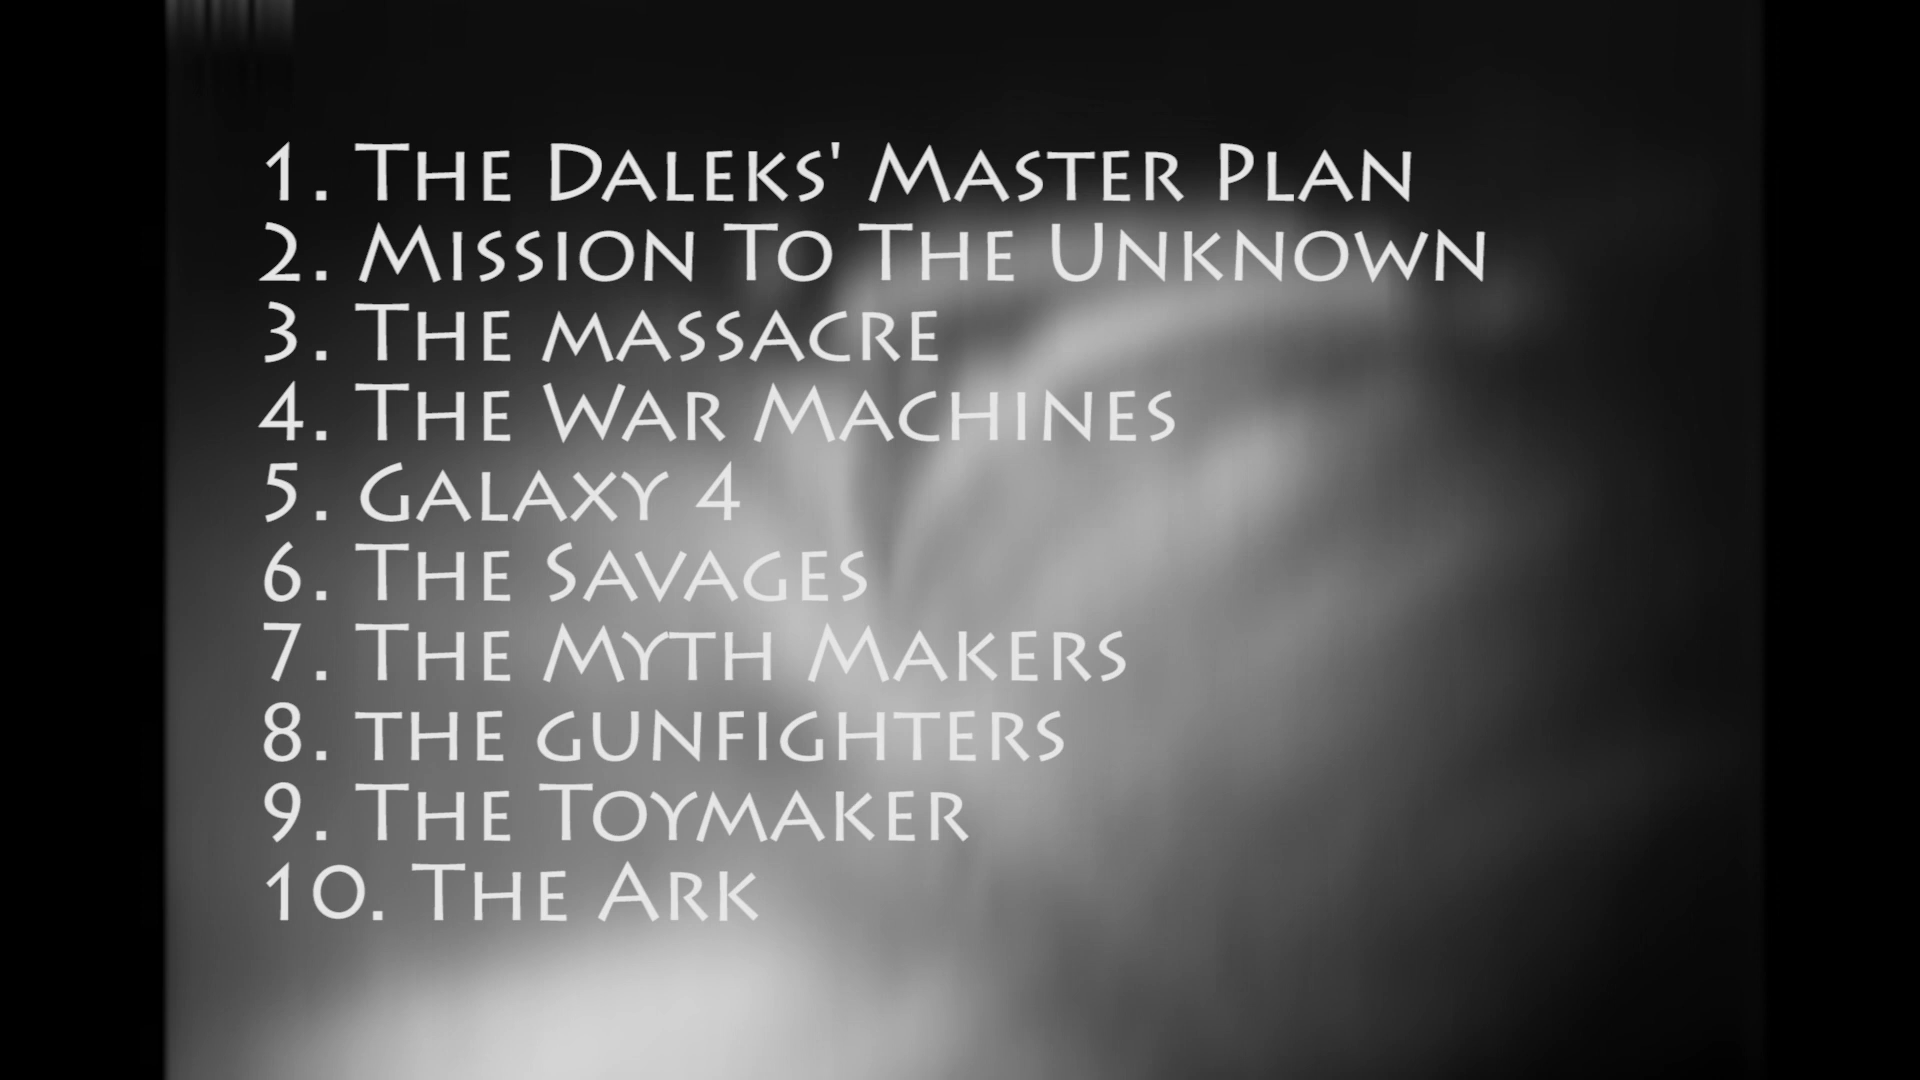 1. The Daleks' Master Plan
2. Mission To The Unknown
3. The massacre
4. The War Machines
5. Galaxy 4
6. The Savages
7. The Myth Makers
8. the gunfighters
9. The Toymaker
10. The Ark